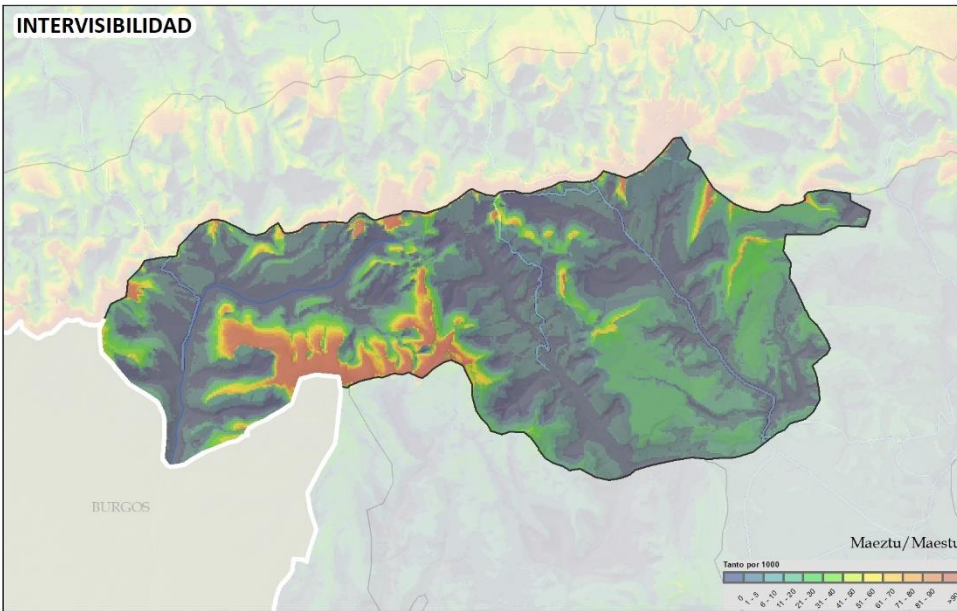 INTERVISIBILIDAD
BURGOS
Maeztu/Maestu
Tanto por 1000
0 1 - 5 6 - 10 11 - 20 21 - 30 31 - 40 41 - 50 51 - 60 61 - 70 71 - 80 81 - 90 >90